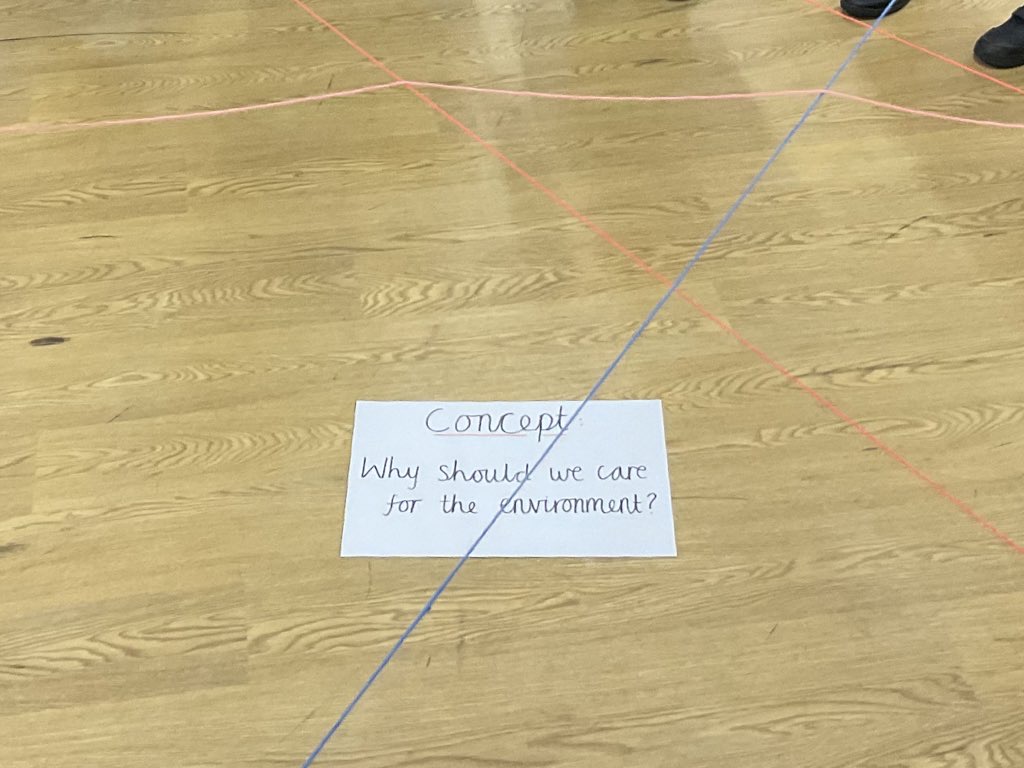 Concept:
Why should we care
for the environment?